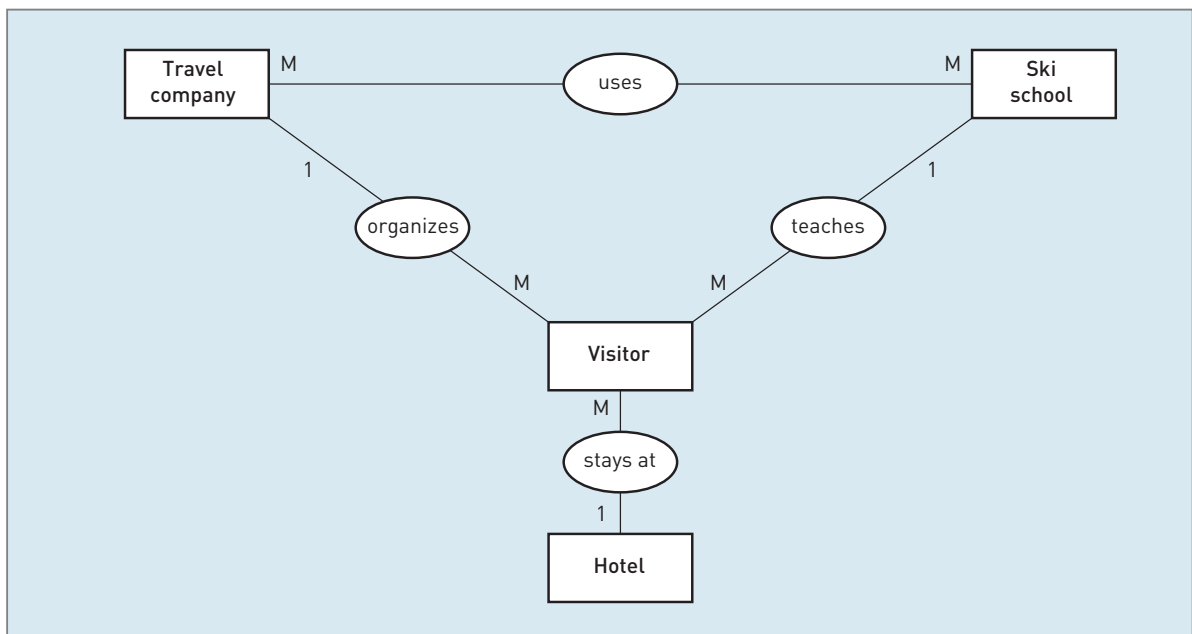 Travel
company
M
uses
M
Ski
school
1
1
organizes
teaches
M
M
Visitor
M
stays at
1
Hotel